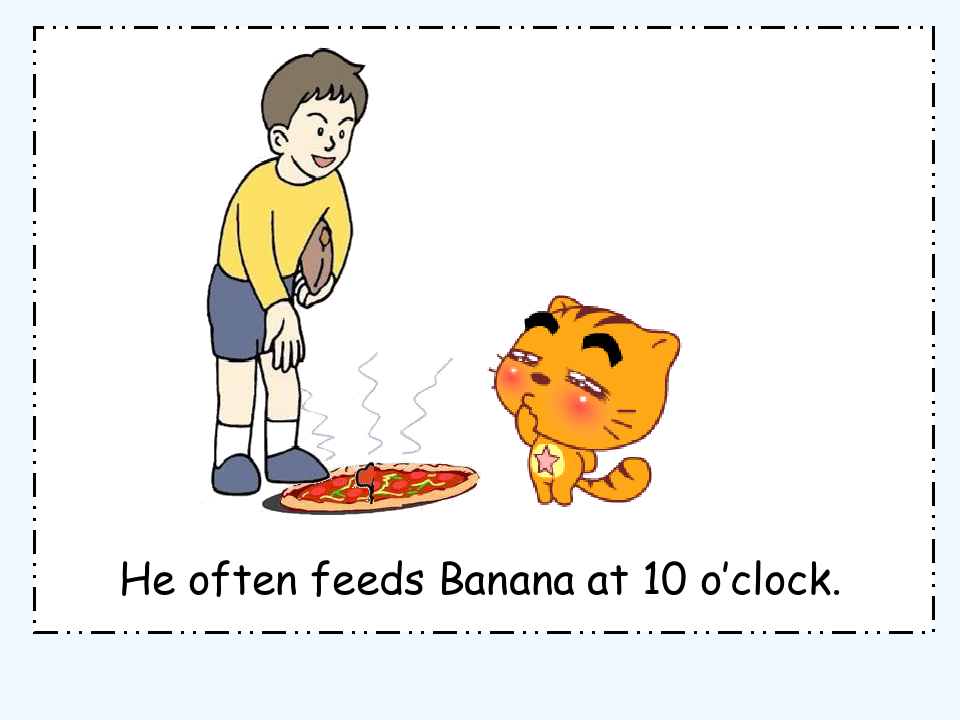 He often feeds Banana at 10 o’clock.